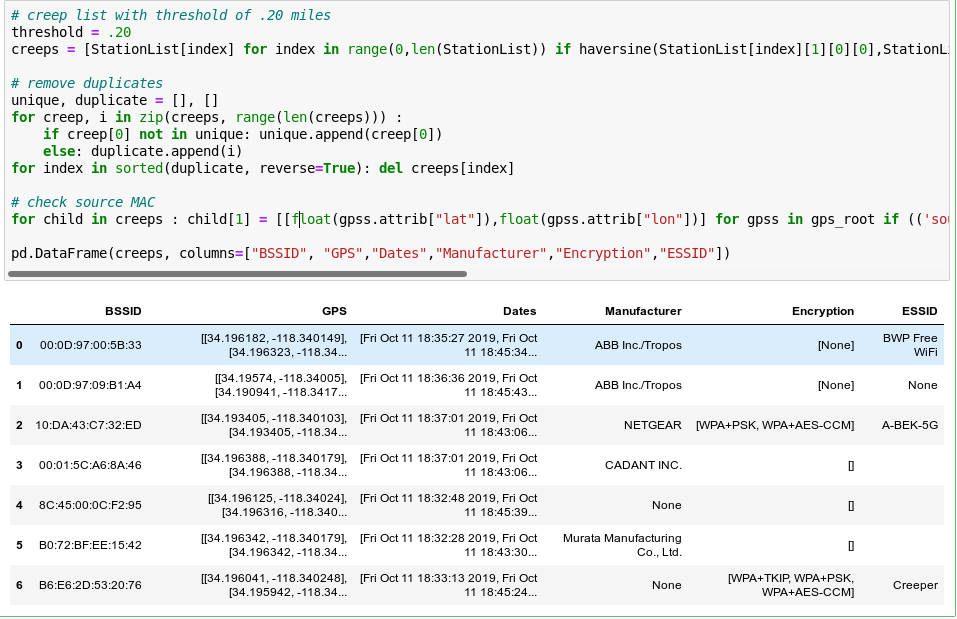 # creep list with threshold of .20 miles
threshold = .20
creeps = [StationList[index] for index in range(0,len(StationList)) if haversine(StationList[index][1][0][0],StationL
# remove duplicates
unique, duplicate = [], []
for creep, i in zip(creeps, range(len(creeps))) :
    if creep[0] not in unique: unique.append(creep[0])
    else: duplicate.append(i)
for index in sorted(duplicate, reverse=True): del creeps[index]
# check source MAC
for child in creeps : child[1] = [[float(gpss.attrib["lat"]),float(gpss.attrib["lon"])] for gpss in gps_root if (('sou
pd.DataFrame(creeps, columns=["BSSID", "GPS","Dates","Manufacturer","Encryption","ESSID"])
BSSID GPS Dates Manufacturer Encryption ESSID
0 00:0D:97:00:5B:33 [[34.196182, -118.340149], [Fri Oct 11 18:35:27 2019, Fri Oct ABB Inc./Tropos [None] BWP Free
[34.196323, -118.34... 11 18:45:34... WiFi
1 00:0D:97:09:B1:A4 [[34.19574, -118.34005], [Fri Oct 11 18:36:36 2019, Fri Oct ABB Inc./Tropos [None] None
[34.190941, -118.3417... 11 18:45:43...
2 10:DA:43:C7:32:ED [[34.193405, -118.340103], [Fri Oct 11 18:37:01 2019, Fri Oct NETGEAR [WPA+PSK, WPA+AES-CCM] A-BEK-5G
[34.193405, -118.34... 11 18:43:06...
3 00:01:5C:A6:8A:46 [[34.196388, -118.340179], [Fri Oct 11 18:37:01 2019, Fri Oct CADANT INC. []
[34.196388, -118.34... 11 18:43:06...
4 8C:45:00:0C:F2:95 [[34.196125, -118.34024], [Fri Oct 11 18:32:48 2019, Fri Oct None []
[34.196316, -118.340... 11 18:45:39...
5 B0:72:BF:EE:15:42 [[34.196342, -118.340179], [Fri Oct 11 18:32:28 2019, Fri Oct Murata Manufacturing []
[34.196342, -118.34... 11 18:43:30... Co., Ltd.
6 B6:E6:2D:53:20:76 [[34.196041, -118.340248], [Fri Oct 11 18:33:13 2019, Fri Oct None [WPA+TKIP, WPA+PSK, Creeper
[34.195942, -118.34... 11 18:45:24... WPA+AES-CCM]